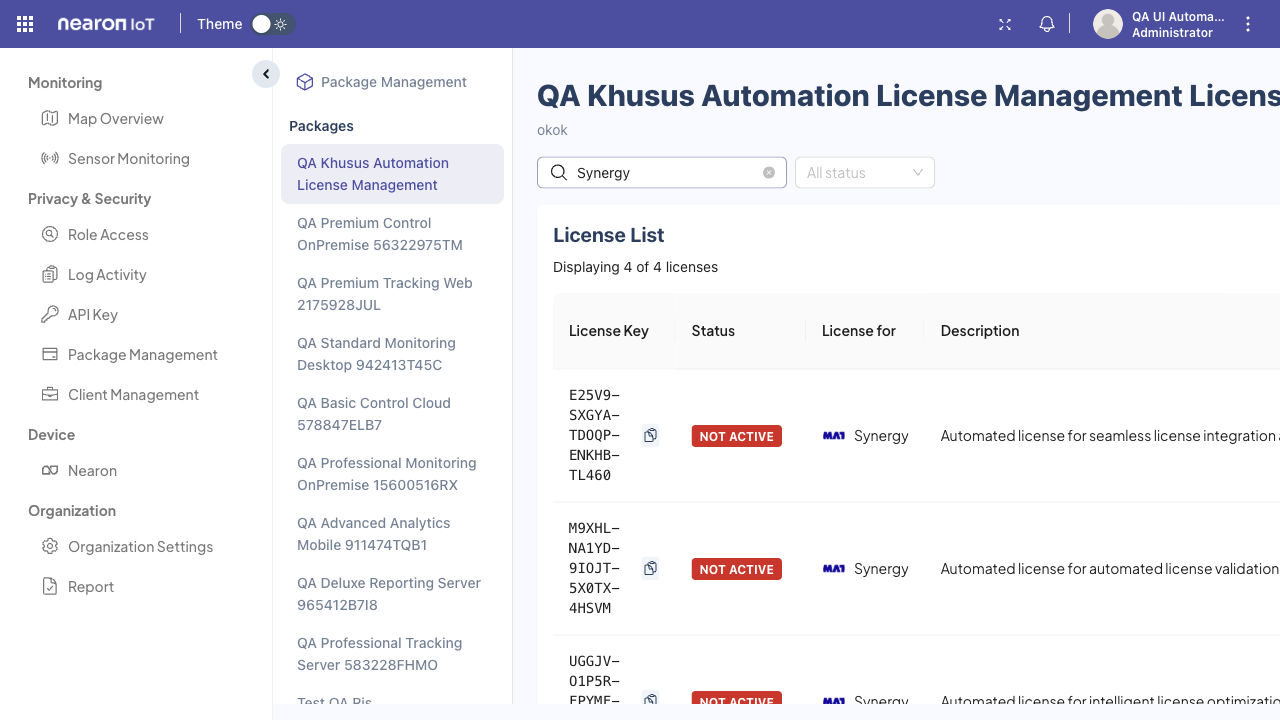 nearon IoT
Theme
QA UI Automa...
Administrator
Monitoring
Map Overview
Sensor Monitoring
Privacy & Security
Role Access
Log Activity
API Key
Package Management
Client Management
Device
Nearon
Organization
Organization Settings
Report
Package Management
Packages
QA Khusus Automation
License Management
QA Premium Control
OnPremise 56322975TM
QA Premium Tracking Web
2175928JUL
QA Standard Monitoring
Desktop 942413T45C
QA Basic Control Cloud
578847ELB7
QA Professional Monitoring
OnPremise 15600516RX
QA Advanced Analytics
Mobile 911474TQB1
QA Deluxe Reporting Server
965412B7I8
QA Professional Tracking
Server 583228FHMO
Test QA Ris
QA Khusus Automation License Management Licens
okok
Synergy
All status
License List
Displaying 4 of 4 licenses
License Key
Status
License for
Description
E25V9-
SXGYA-
TDOQP-
ENKHB-
TL460
NOT ACTIVE
MA1
Synergy
Automated license for seamless license integration
M9XHL-
NA1YD-
9IOJT-
5X0TX-
4HSVM
NOT ACTIVE
MA1
Synergy
Automated license for automated license validation
UGGJV-
O1P5R-
NOT ACTIVE
MA1
Synergy
Automated license for intelligent license optimizatio